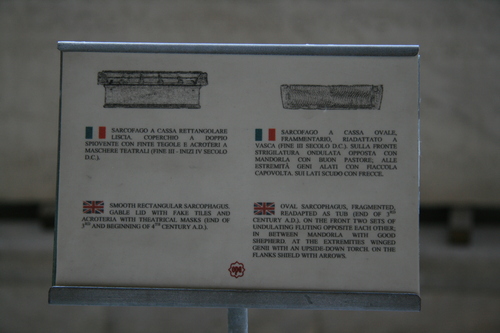 SARCOFAGO A CASSA RETTANGOLARE
LISCIA. COPERCHIO A DOPPIO
SPIOVENTE CON FINTE TEGOLE E ACROTERI A
MASCHERE TEATRALI (FINE III - INIZI IV SECOLO
D.C.).
SARCOFAGO A CASSA OVALE,
FRAMMENTARIO, RIADATTATO A
VASCA (FINE III SECOLO D.C.). SULLA FRONTE
STRIGILATURA ONDULATA OPPOSTA CON
MANDORLA CON BUON PASTORE; ALLE
ESTREMITÀ GENI ALATI CON FIACCOLA
CAPOVOLTA. SUI LATI SCUDO CON FRECCE.
SMOOTH RECTANGULAR SARCOPHAGUS.
GABLE LID WITH FAKE TILES AND
ACROTERIA WITH THEATRICAL MASKS (END OF
3RD AND BEGINNING OF 4TH CENTURY A.D.).
OVAL SARCOPHAGUS, FRAGMENTED,
READAPTED AS TUB (END OF 3RD
CENTURY A.D.). ON THE FRONT TWO SETS OF
UNDULATING FLUTING OPPOSITE EACH OTHER,
IN BETWEEN MANDORLA WITH GOOD
SHEPHERD. AT THE EXTREMITIES WINGED
GENII WITH AN UPSIDE-DOWN TORCH. ON THE
FLANKS SHIELD WITH ARROWS.